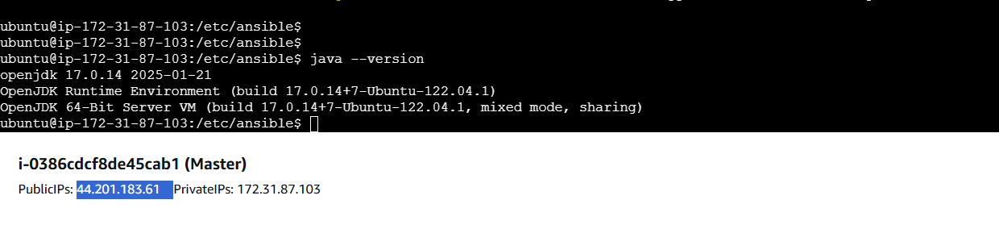 ubuntu@ip-172-31-87-103:/etc/ansible$
ubuntu@ip-172-31-87-103:/etc/ansible$
ubuntu@ip-172-31-87-103:/etc/ansible$ java --version
openjdk 17.0.14 2025-01-21
OpenJDK Runtime Environment (build 17.0.14+7-Ubuntu-122.04.1)
OpenJDK 64-Bit Server VM (build 17.0.14+7-Ubuntu-122.04.1, mixed mode, sharing)
ubuntu@ip-172-31-87-103:/etc/ansible$
i-0386cdcf8de45cab1 (Master)
PublicIPs: 44.201.183.61 PrivateIPs: 172.31.87.103